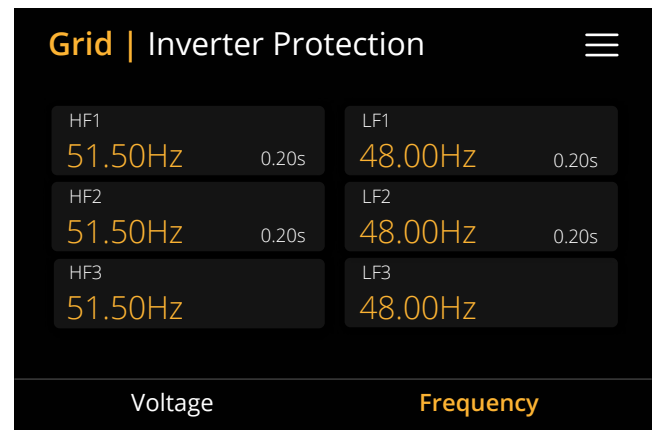 Grid | Inverter Protection
HF1
51.50Hz 0.20s
LF1
48.00Hz 0.20s
HF2
51.50Hz 0.20s
LF2
48.00Hz 0.20s
HF3
51.50Hz
LF3
48.00Hz
Voltage
Frequency